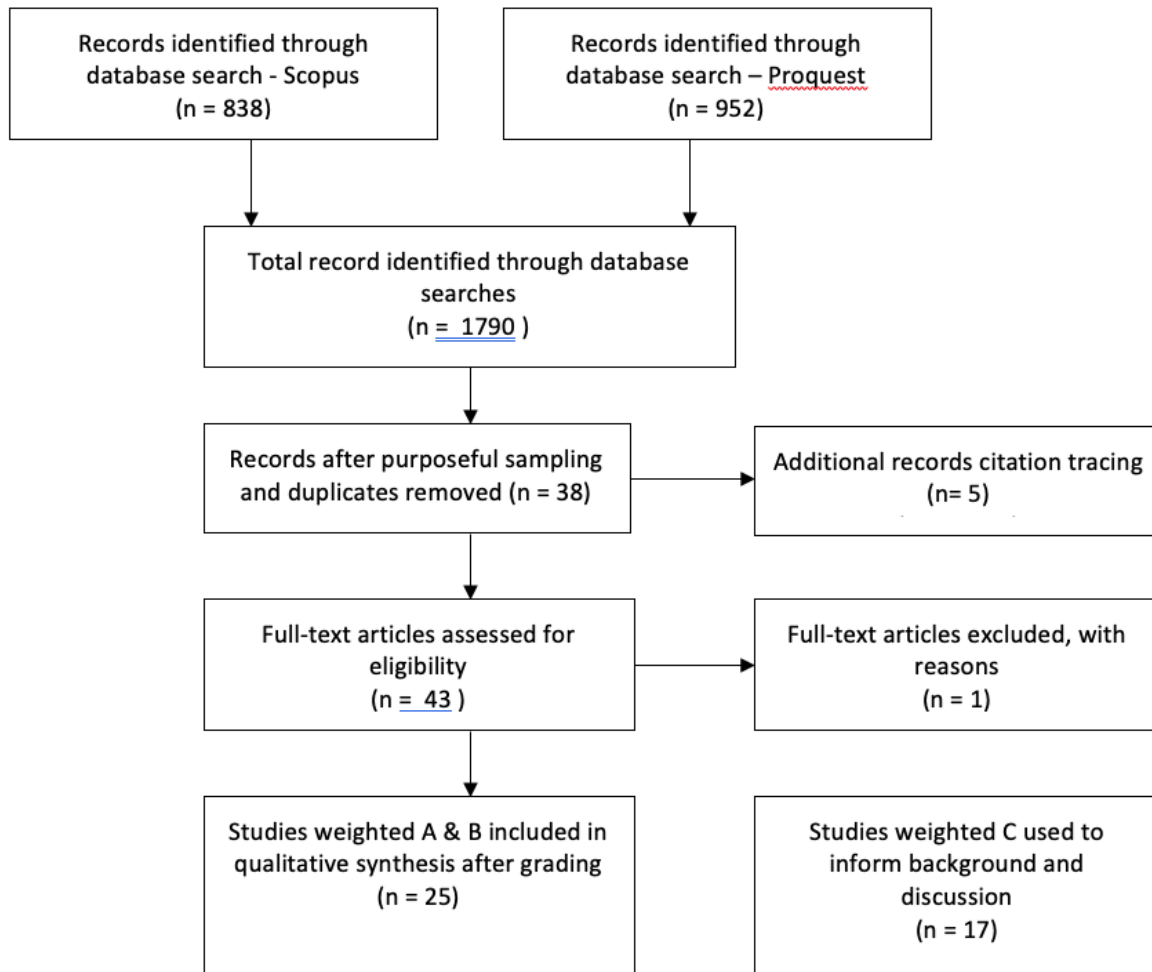 Records identified through
database search - Scopus
(n = 838)
Records identified through
database search – Proquest
(n = 952)
Total record identified through database
searches
(n =  1790 )
Records after purposeful sampling
and duplicates removed (n = 38)
Additional records citation tracing
(n= 5)
Full-text articles assessed for
eligibility
(n =  43 )
Full-text articles excluded, with
reasons
(n = 1)
Studies weighted A & B included in
qualitative synthesis after grading
(n = 25)
Studies weighted C used to
inform background and
discussion
(n = 17)